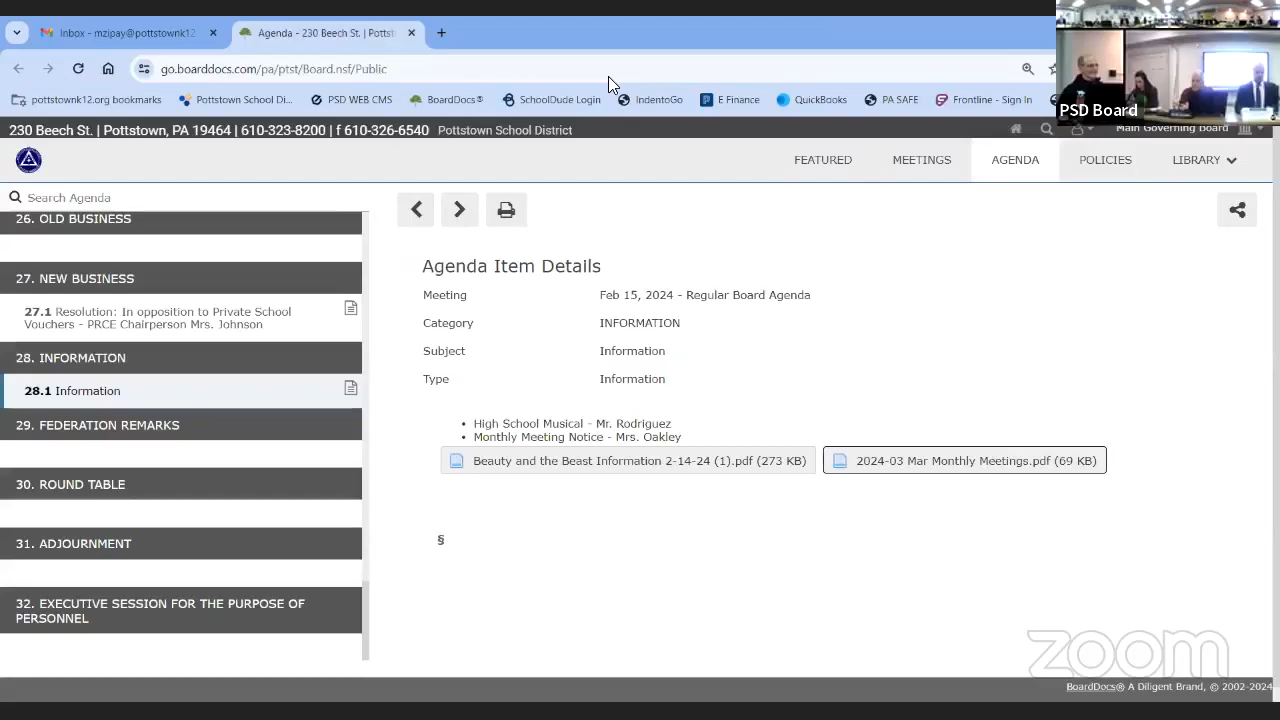 Inbox - mzipay@pottstownk12
Agenda - 230 Beech St. | Pottst
go.boarddocs.com/pa/ptst/Board.nsf/Public
pottstownk12.org bookmarks
Pottstown School Di...
PSD WEB CMS
BoardDocs®
SchoolDude Login
IndentoGo
E Finance
QuickBooks
PA SAFE
Frontline - Sign In
PSD Board
230 Beech St. | Pottstown, PA 19464 | 610-323-8200 | f 610-326-6540 Pottstown School District
Main Governing Board
FEATURED MEETINGS AGENDA POLICIES LIBRARY
Search Agenda
26. OLD BUSINESS
27. NEW BUSINESS
27.1 Resolution: In opposition to Private School
Vouchers - PRCE Chairperson Mrs. Johnson
28. INFORMATION
28.1 Information
29. FEDERATION REMARKS
30. ROUND TABLE
31. ADJOURNMENT
32. EXECUTIVE SESSION FOR THE PURPOSE OF
PERSONNEL
Agenda Item Details
Meeting Feb 15, 2024 - Regular Board Agenda
Category INFORMATION
Subject Information
Type Information
• High School Musical - Mr. Rodriguez
• Monthly Meeting Notice - Mrs. Oakley
Beauty and the Beast Information 2-14-24 (1).pdf (273 KB)
2024-03 Mar Monthly Meetings.pdf (69 KB)
§
zoom
BoardDocs® A Diligent Brand, © 2002-2024